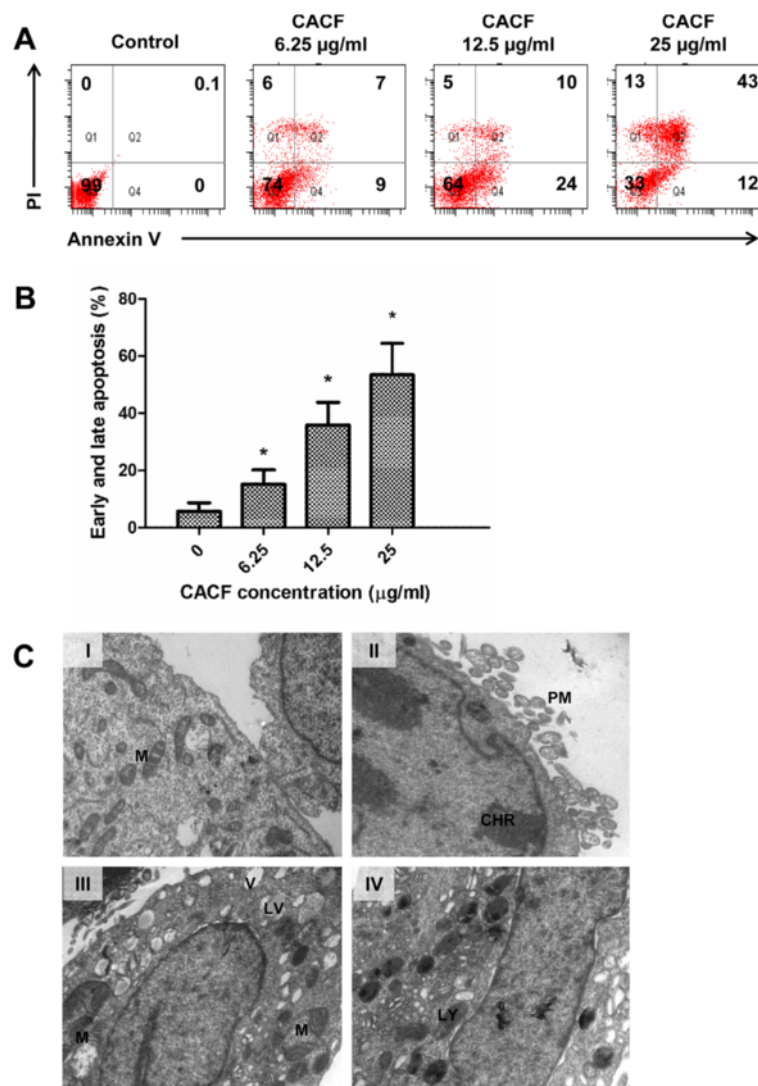 A
Control
CACF
6.25 µg/ml
CACF
12.5 µg/ml
CACF
25 µg/ml
PI
0 0.1
Q1 Q2
99 Q4 0
6 7
Q1 Q2
74 Q4 9
5 10
Q1 Q2
64 Q4 24
13 43
Q1 Q2
33 Q4 12
Annexin V
B
Early and late apoptosis (%)
80
60
40
20
0
* * *
0 6.25 12.5 25
CACF concentration (µg/ml)
C
I
M
II
PM
CHR
III
V
LV
M M
IV
LY